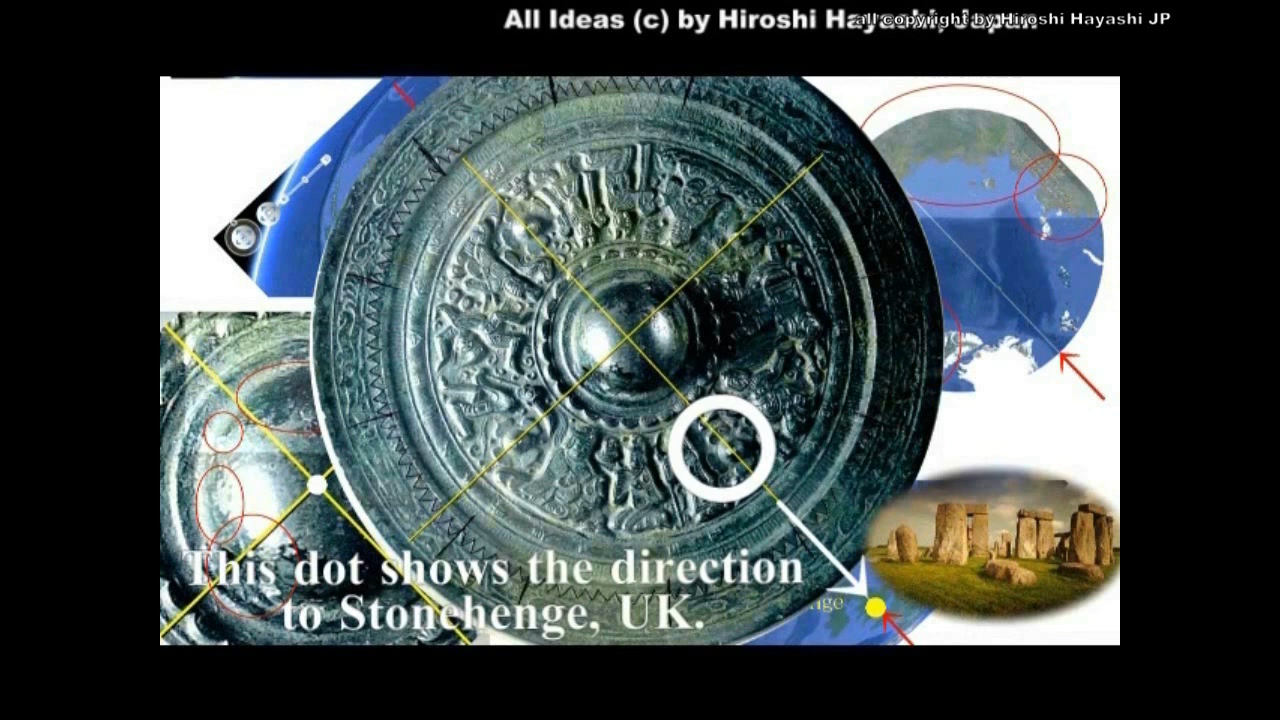 All Ideas (c) by Hiroshi Hayashi, Japan
all copyright by Hiroshi Hayashi JP
This dot shows the direction
to Stonehenge, UK.